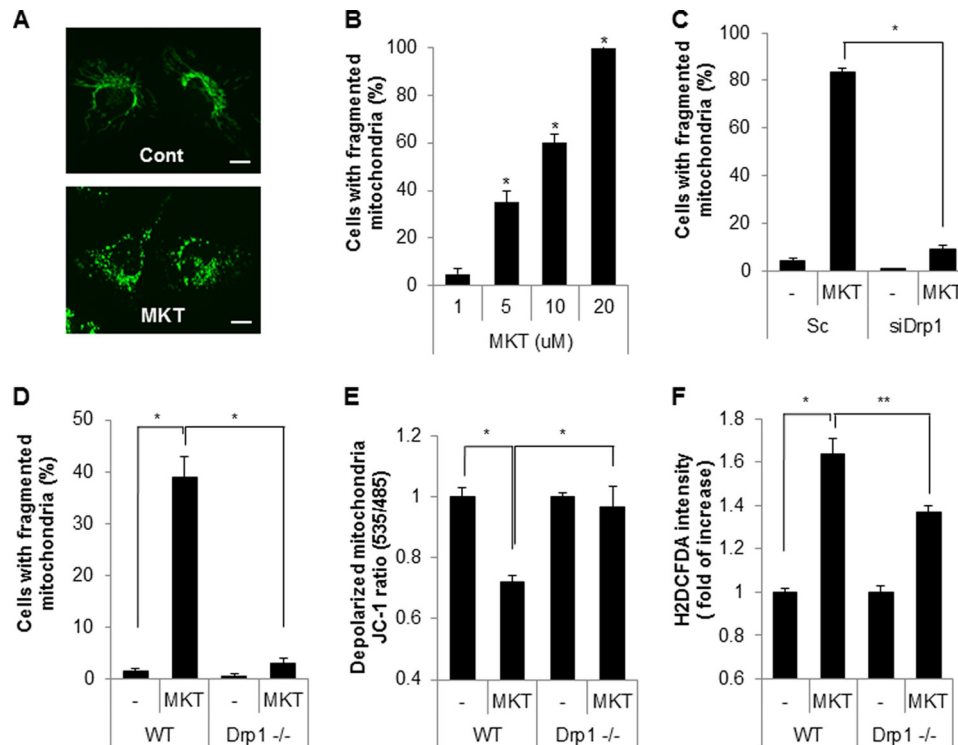 A
Cont
MKT
B
Cells with fragmented
mitochondria (%)
100
80
60
40
20
0
*
*
*
*
1 5 10 20
MKT (uM)
C
Cells with fragmented
mitochondria (%)
100
80
60
40
20
0
*
- MKT - MKT
Sc siDrp1
D
Cells with fragmented
mitochondria (%)
50
40
30
20
10
0
* *
- MKT - MKT
WT Drp1 -/-
E
Depolarized mitochondria
JC-1 ratio (535/485)
1.2
1
0.8
0.6
0.4
* *
- MKT - MKT
WT Drp1 -/-
F
H2DCFDA intensity
( fold of increase)
1.8
1.6
1.4
1.2
1
0.8
0.6
* **
- MKT - MKT
WT Drp1 -/-